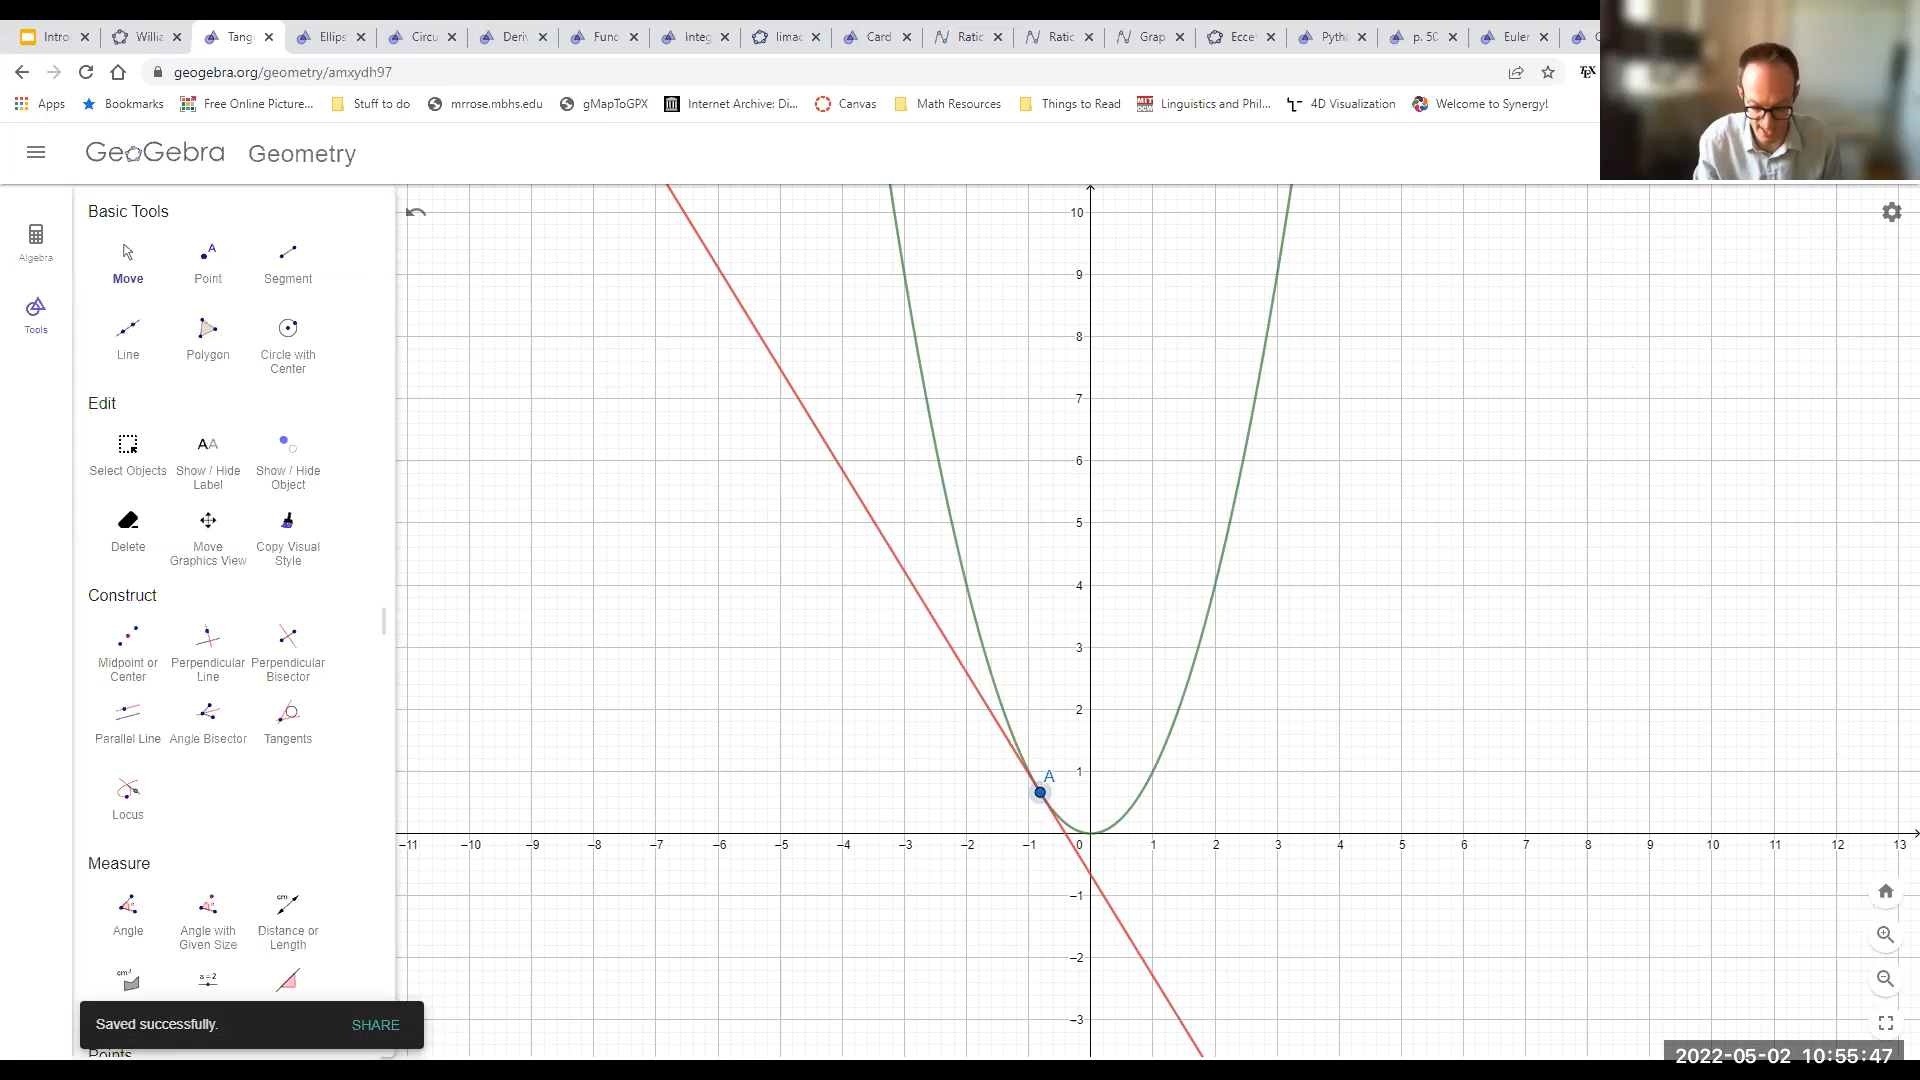 Intro Willia Tang Ellips Circu Deriv Func Integ limac Card Ratic Ratic Grap Ecce Pyth p. 50 Euler
geogebra.org/geometry/amxydh97
Apps Bookmarks Free Online Picture... Stuff to do mrrose.mbhs.edu gMapToGPX Internet Archive: Di... Canvas Math Resources Things to Read Linguistics and Phil... 4D Visualization Welcome to Synergy!
GeoGebra Geometry
Algebra
Tools
Basic Tools
Move Point Segment
Line Polygon Circle with Center
Edit
Select Objects Show / Hide Label Show / Hide Object
Delete Move Graphics View Copy Visual Style
Construct
Midpoint or Center Perpendicular Line Perpendicular Bisector
Parallel Line Angle Bisector Tangents
Locus
Measure
Angle Angle with Given Size Distance or Length
cm² a=2
Saved successfully. SHARE
Points
10
9
8
7
6
5
4
3
2
1
A
–11 –10 –9 –8 –7 –6 –5 –4 –3 –2 –1 0 1 2 3 4 5 6 7 8 9 10 11 12 13
–1
–2
–3
2022-05-02 10:55:47